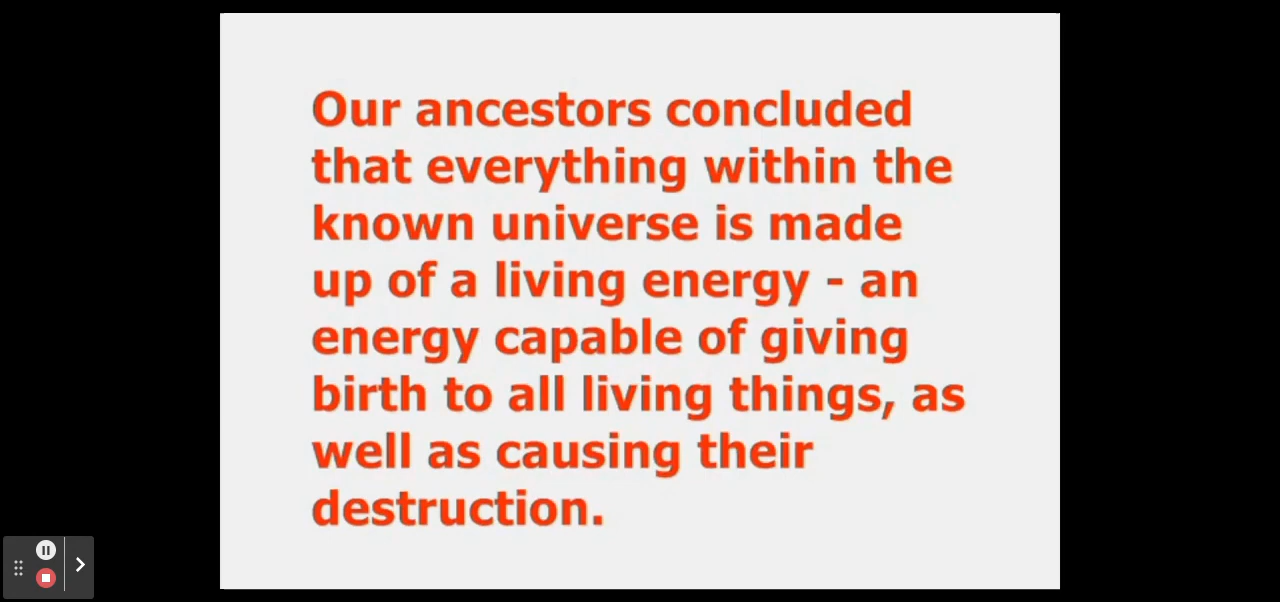 Our ancestors concluded
that everything within the
known universe is made
up of a living energy - an
energy capable of giving
birth to all living things, as
well as causing their
destruction.